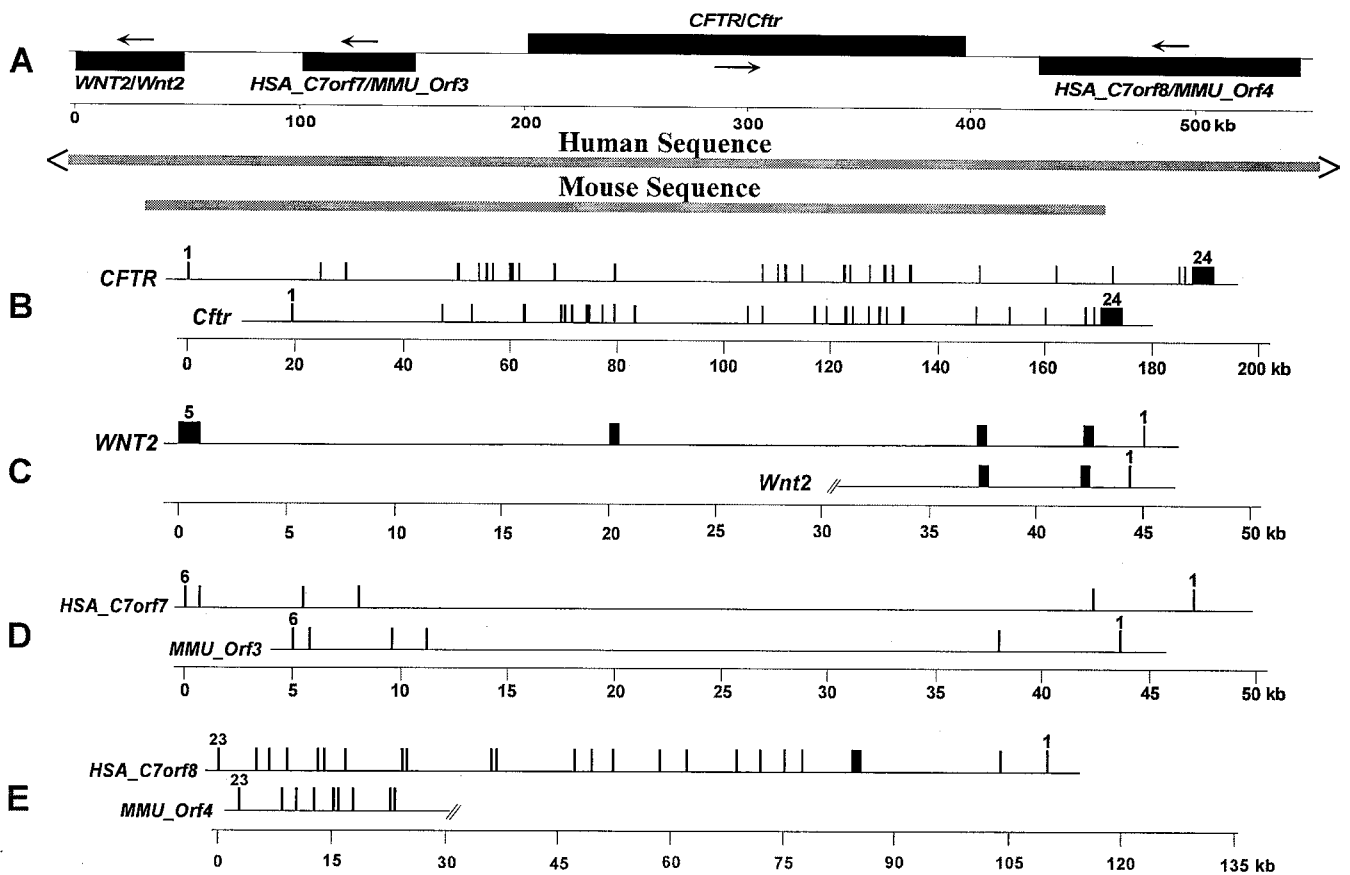 A
CFTR/Cftr
WNT2/Wnt2
HSA_C7orf7/MMU_Orf3
HSA_C7orf8/MMU_Orf4
0 100 200 300 400 500 kb
Human Sequence
Mouse Sequence
B
CFTR 1 24
Cftr 1 24
0 20 40 60 80 100 120 140 160 180 200 kb
C
WNT2 5 1
Wnt2 1
0 5 10 15 20 25 30 35 40 45 50 kb
D
HSA_C7orf7 6 1
MMU_Orf3 6 1
0 5 10 15 20 25 30 35 40 45 50 kb
E
HSA_C7orf8 23 1
MMU_Orf4 23
0 15 30 45 60 75 90 105 120 135 kb